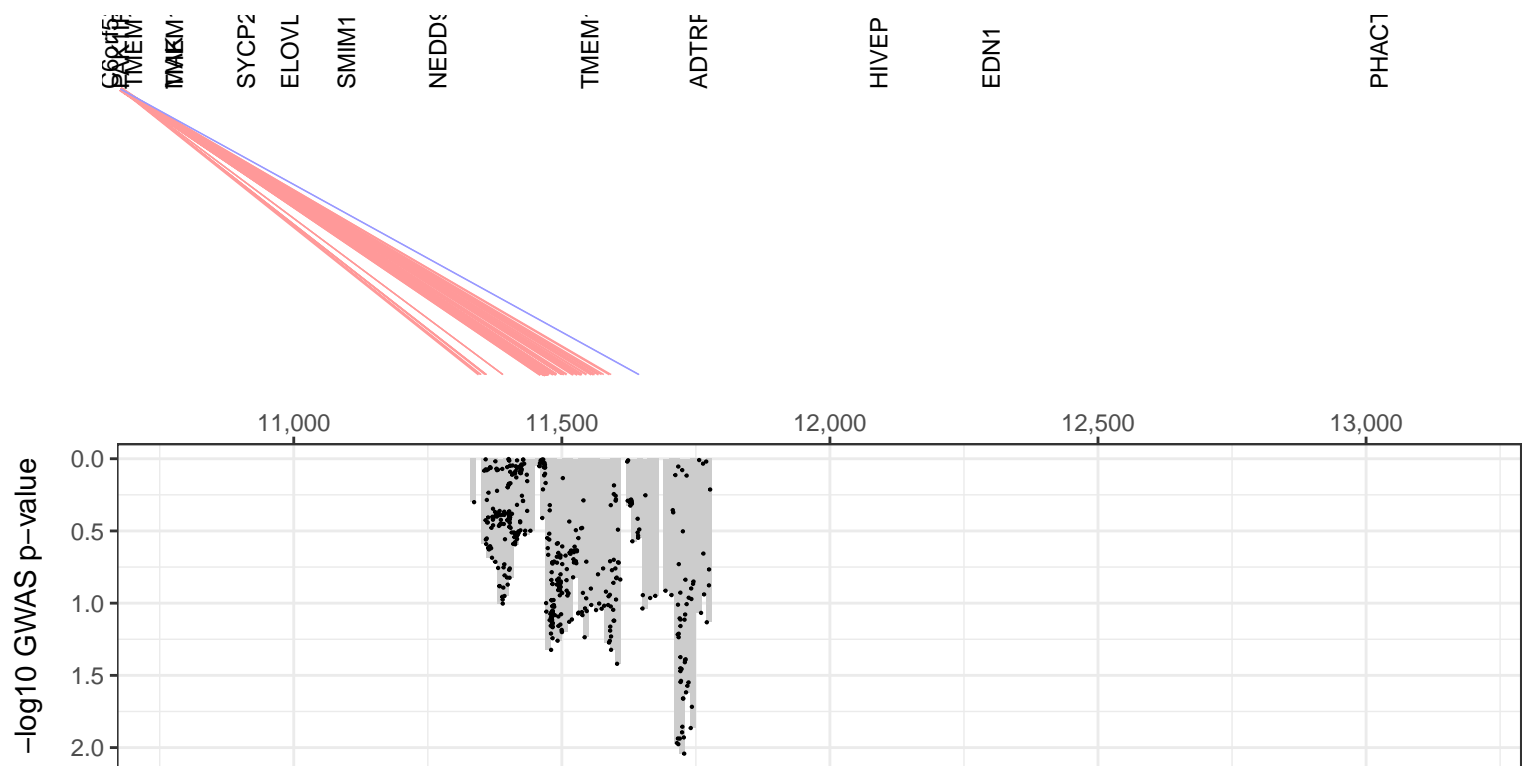 TMEM
SYCP2
ELOVL
SMIM1
NEDD9
TMEM
ADTRF
HIVEP
EDN1
PHACT
11,000
11,500
12,000
12,500
13,000
−log10 GWAS p−value
0.0
0.5
1.0
1.5
2.0